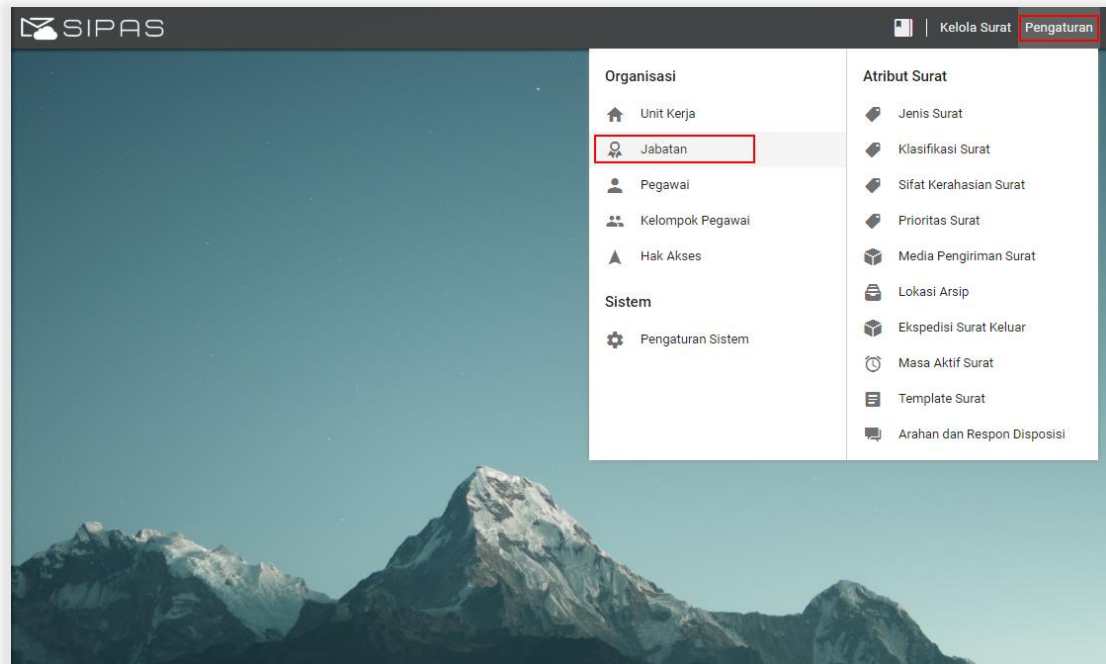 SIPAS
Kelola Surat
Pengaturan
Organisasi
Unit Kerja
Jabatan
Pegawai
Kelompok Pegawai
Hak Akses
Sistem
Pengaturan Sistem
Atribut Surat
Jenis Surat
Klasifikasi Surat
Sifat Kerahasian Surat
Prioritas Surat
Media Pengiriman Surat
Lokasi Arsip
Ekspedisi Surat Keluar
Masa Aktif Surat
Template Surat
Arahan dan Respon Disposisi